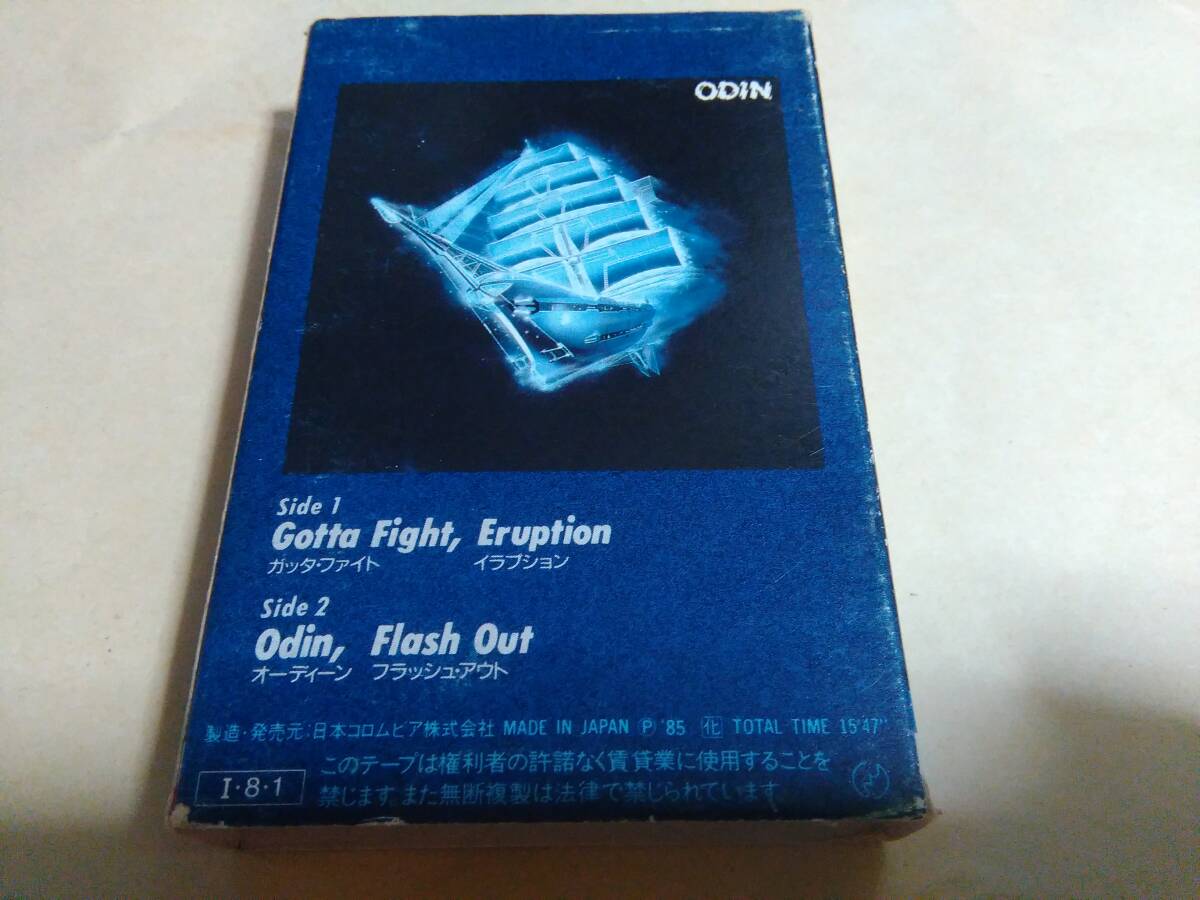 ODIN
Side 1
Gotta Fight, Eruption
ガッタ・ファイト イラプション
Side 2
Odin, Flash Out
オーディーン フラッシュ・アウト
製造・発売元:日本コロムビア株式会社 MADE IN JAPAN Ⓟ '85 化 TOTAL TIME 15'47"
このテープは権利者の許諾なく賃貸業に使用することを
I・8・1 禁じます。また無断複製は法律で禁じられています。